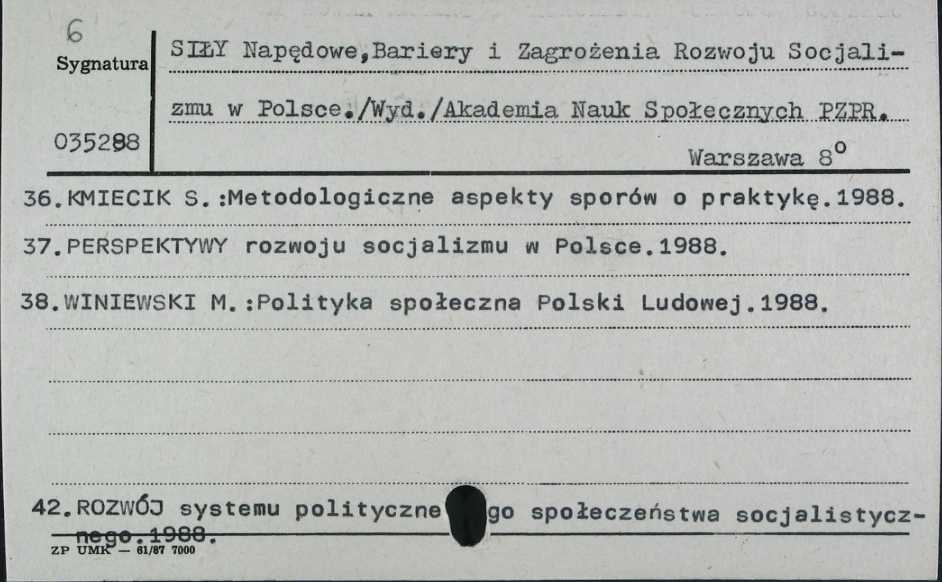 6
Sygnatura
SIŁY Napędowe,Bariery i Zagrożenia Rozwoju Socjali-
zmu w Polsce./Wyd./Akademia Nauk Społecznych PZPR.
035288
Warszawa 8°
36.KMIECIK S.:Metodologiczne aspekty sporów o praktykę.1988.
37.PERSPEKTYWY rozwoju socjalizmu w Polsce.1988.
38.WINIEWSKI M.:Polityka społeczna Polski Ludowej.1988.
42.ROZWÓJ systemu polityczne go społeczeństwa socjalistycz-
nego.1988.
ZP UMK — 61/87 7000